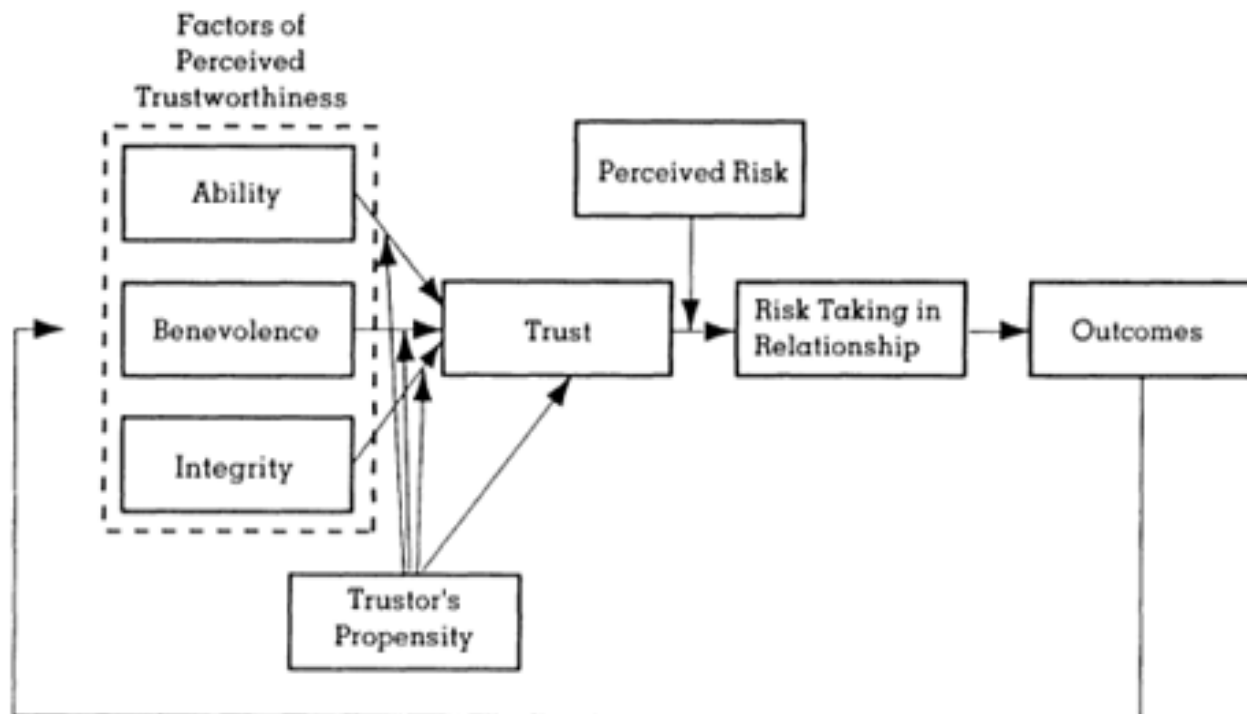 Factors of
Perceived
Trustworthiness
Ability
Benevolence
Integrity
Trustor's
Propensity
Trust
Perceived Risk
Risk Taking in
Relationship
Outcomes